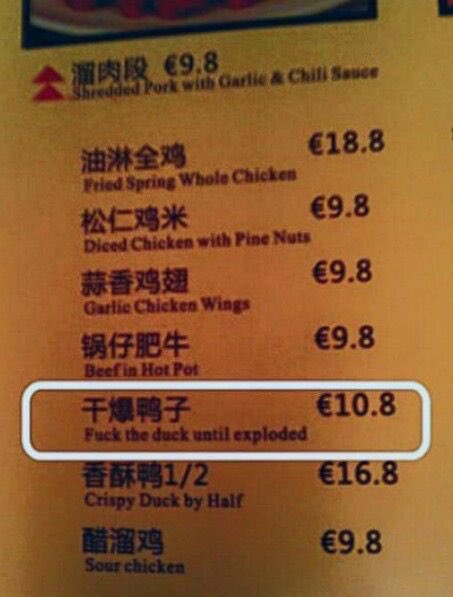 溜肉段 €9.8
Shredded Pork with Garlic & Chili Sauce
油淋全鸡 €18.8
Fried Spring Whole Chicken
松仁鸡米 €9.8
Diced Chicken with Pine Nuts
蒜香鸡翅 €9.8
Garlic Chicken Wings
锅仔肥牛 €9.8
Beef in Hot Pot
干爆鸭子 €10.8
Fuck the duck until exploded
香酥鸭1/2 €16.8
Crispy Duck by Half
醋溜鸡 €9.8
Sour chicken